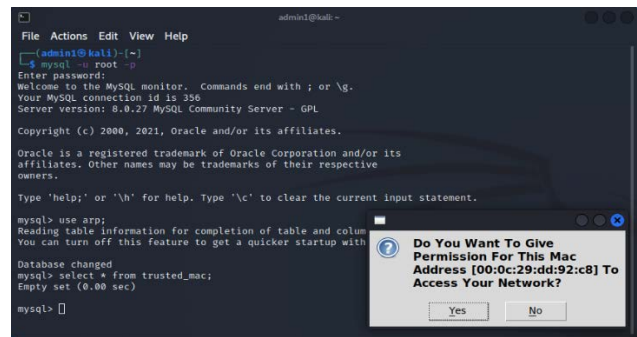 admin1@kali: ~
File Actions Edit View Help
(admin1㉿kali)-[~]
$ mysql -u root -p
Enter password:
Welcome to the MySQL monitor. Commands end with ; or \g.
Your MySQL connection id is 356
Server version: 8.0.27 MySQL Community Server - GPL
Copyright (c) 2000, 2021, Oracle and/or its affiliates.
Oracle is a registered trademark of Oracle Corporation and/or its
affiliates. Other names may be trademarks of their respective
owners.
Type 'help;' or '\h' for help. Type '\c' to clear the current input statement.
mysql> use arp;
Reading table information for completion of table and colum
You can turn off this feature to get a quicker startup with
Database changed
mysql> select * from trusted_mac;
Empty set (0.00 sec)
mysql>
Do You Want To Give
Permission For This Mac
Address [00:0c:29:dd:92:c8] To
Access Your Network?
Yes No